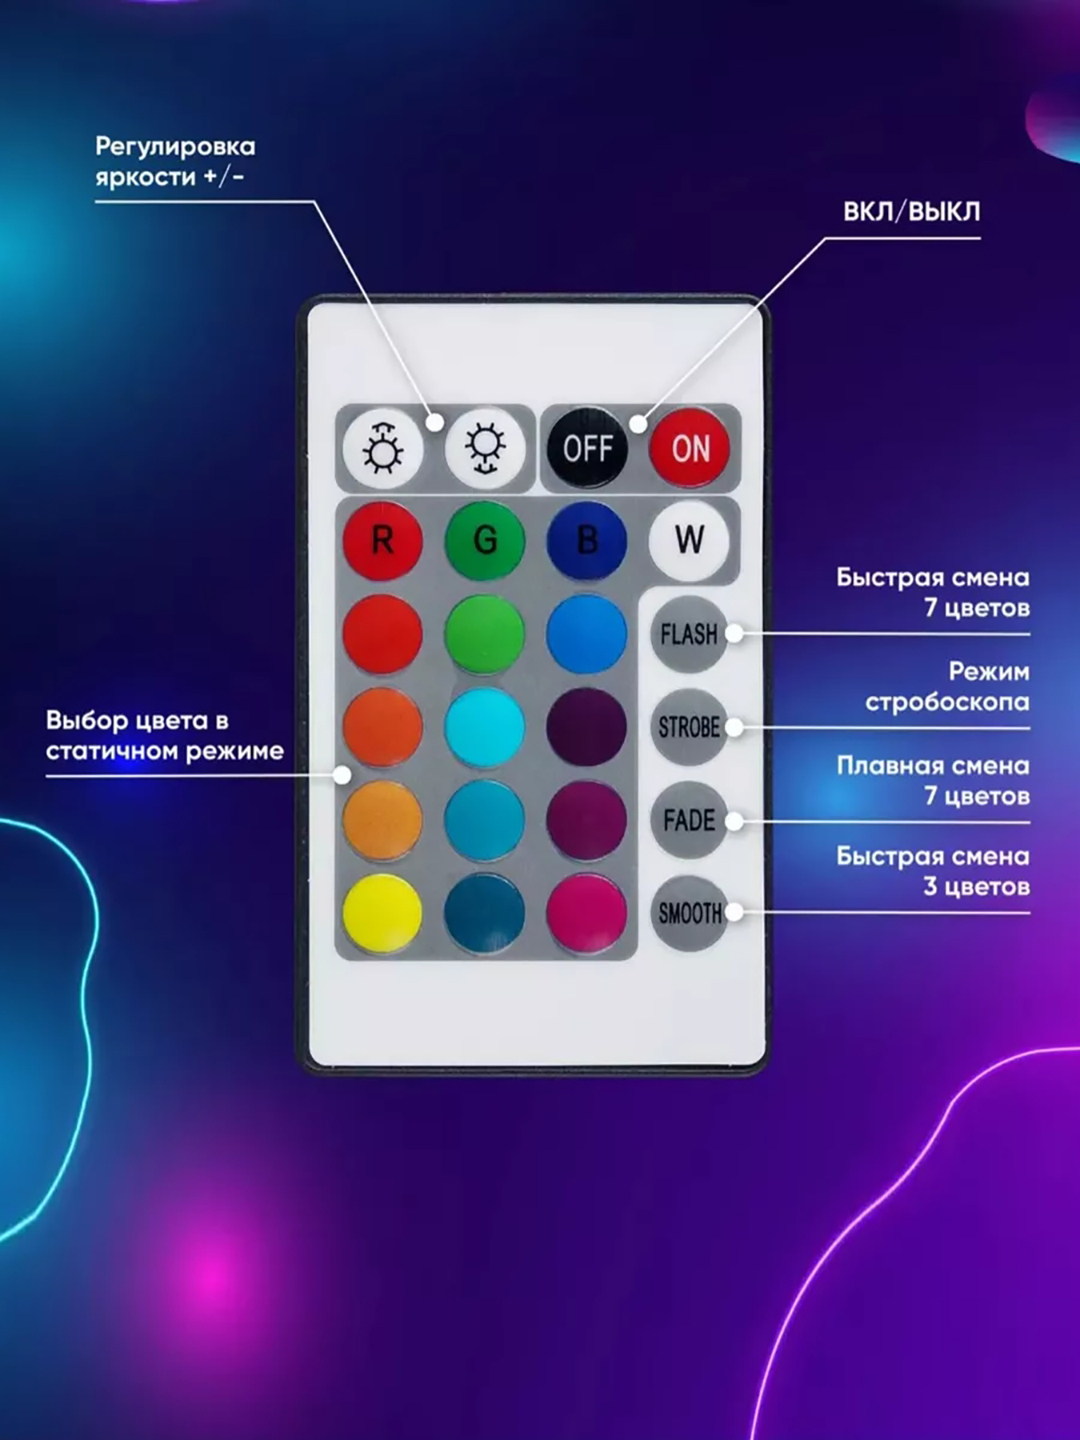 Регулировка
яркости +/-
ВКЛ/ВЫКЛ
OFF
ON
R
G
B
W
Быстрая смена
7 цветов
FLASH
Режим
стробоскопа
STROBE
Выбор цвета в
статичном режиме
Плавная смена
7 цветов
FADE
Быстрая смена
3 цветов
SMOOTH